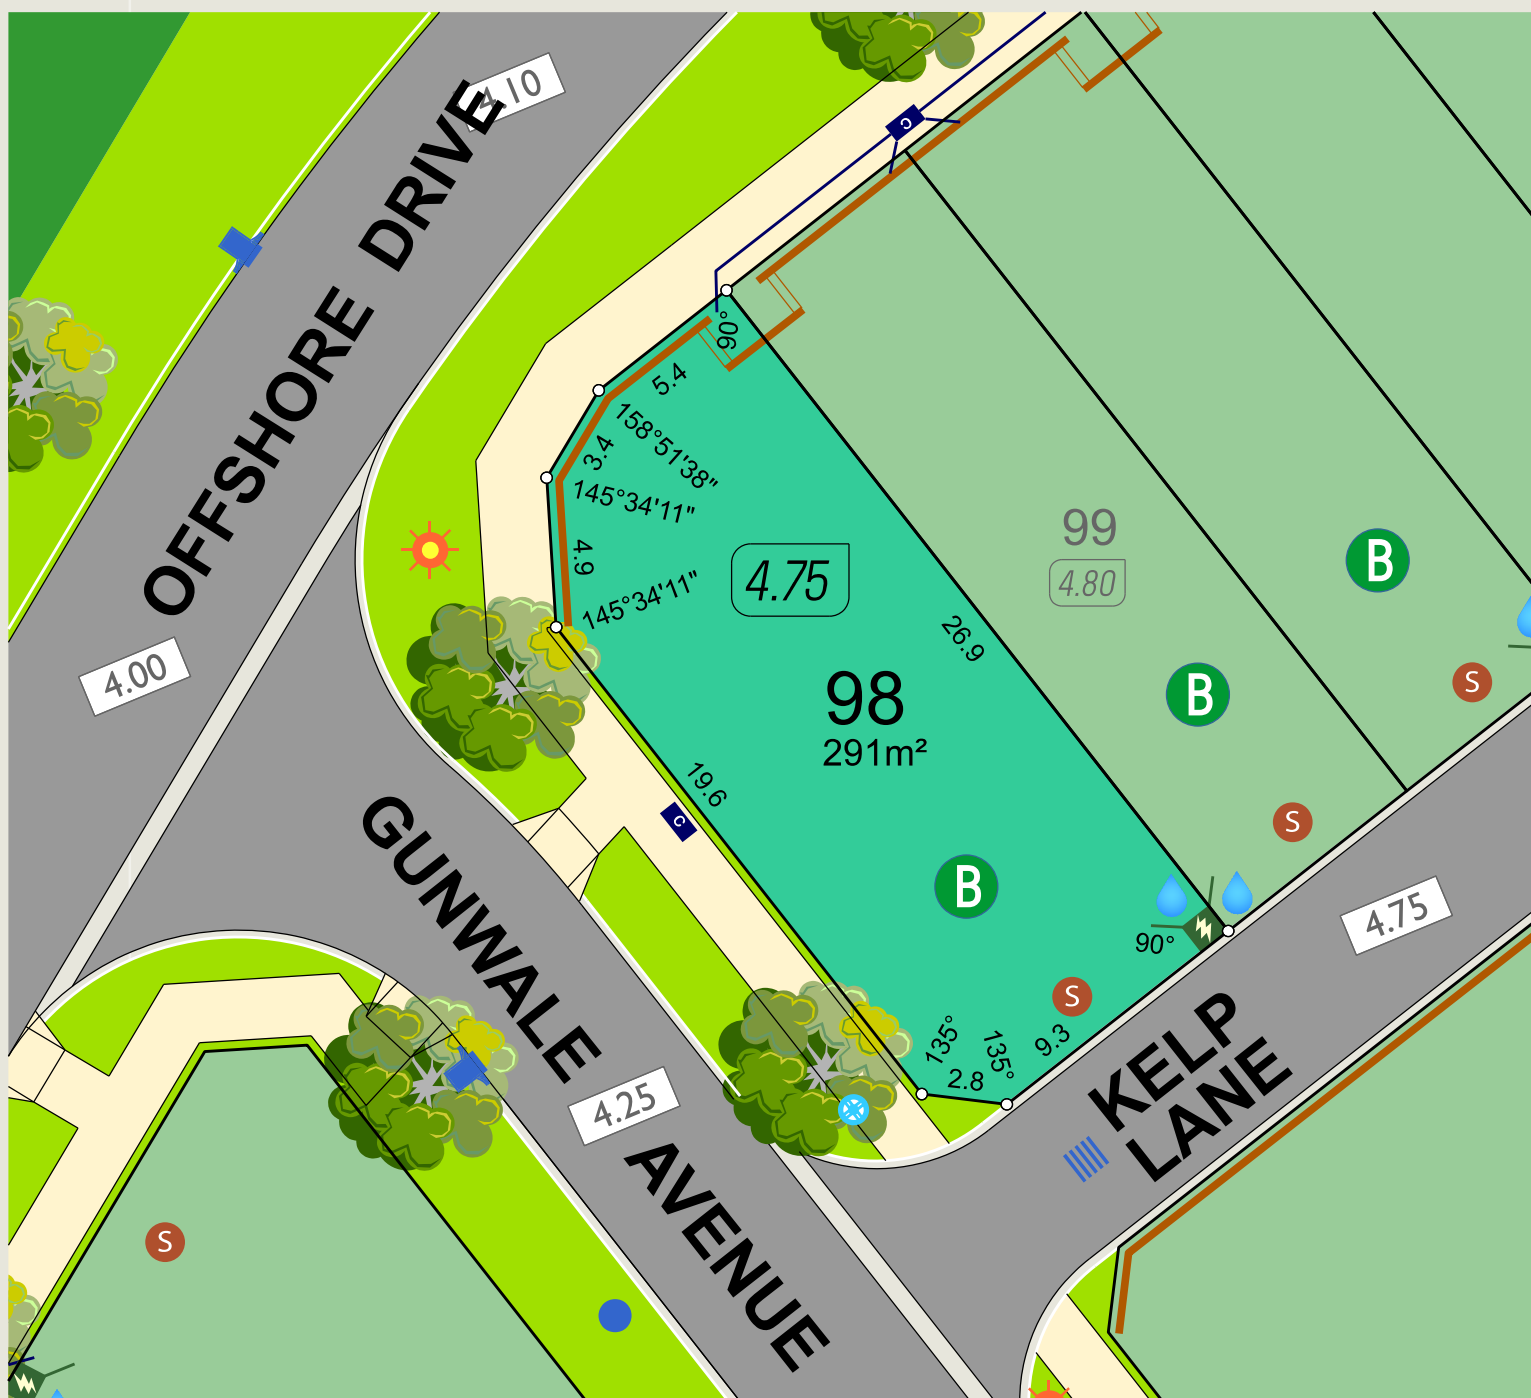 4.10
OFFSHORE DRIVE
C
90°
5.4
158°51'38"
3.4
145°34'11"
4.9
145°34'11"
4.75
99
4.80
B
26.9
98
291m²
B
S
4.00
19.6
C
B
S
90°
4.75
GUNWALE AVENUE
S
135°
135°
2.8
9.3
KELP
LANE
4.25
S